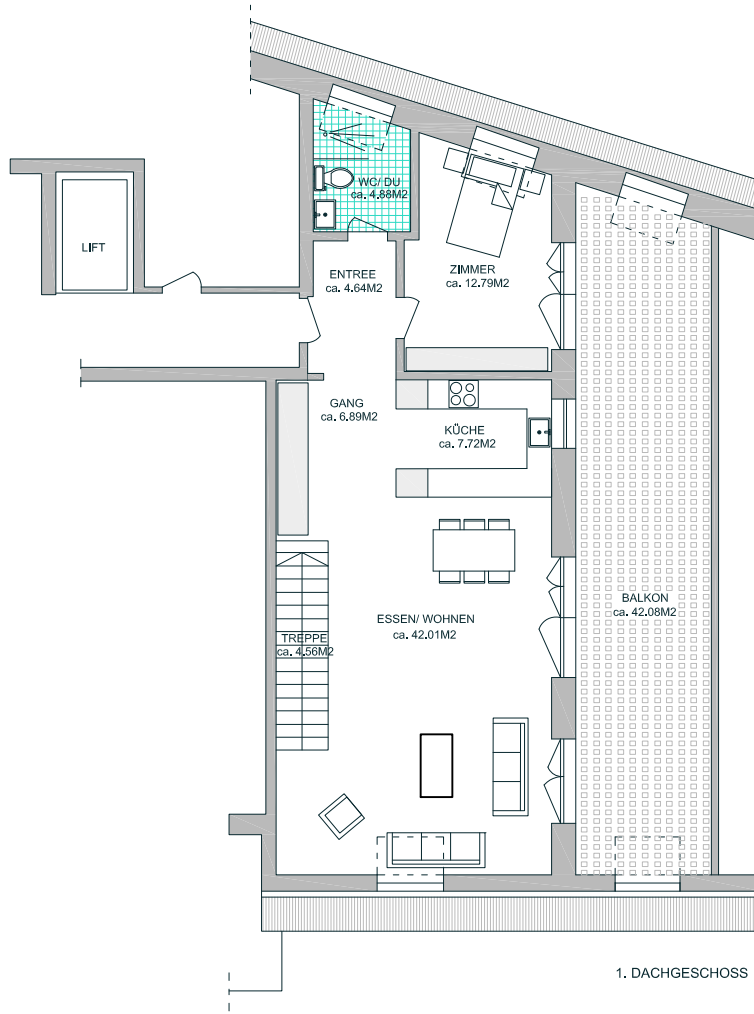 WC/ DU
ca. 4.88M2
LIFT
ENTREE
ca. 4.64M2
ZIMMER
ca. 12.79M2
GANG
ca. 6.89M2
KÜCHE
ca. 7.72M2
BALKON
ca. 42.08M2
ESSEN/ WOHNEN
ca. 42.01M2
TREPPE
ca. 4.56M2
1. DACHGESCHOSS